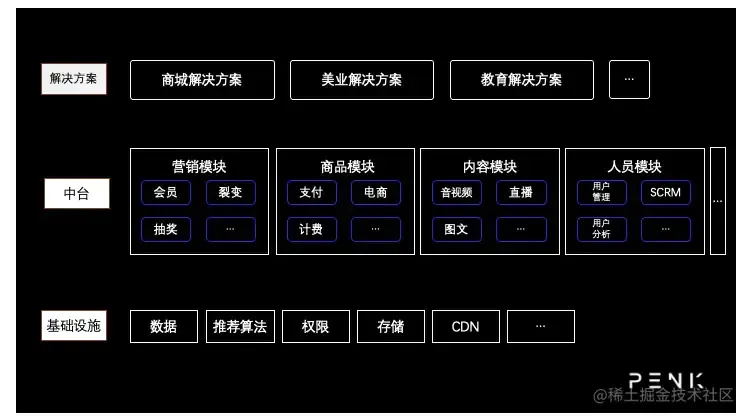 解决方案
商城解决方案
美业解决方案
教育解决方案
...
中台
营销模块
会员
裂变
抽奖
...
商品模块
支付
电商
计费
...
内容模块
音视频
直播
图文
...
人员模块
用户
管理
SCRM
用户
分析
...
...
基础设施
数据
推荐算法
权限
存储
CDN
...
PENK
@稀土掘金技术社区